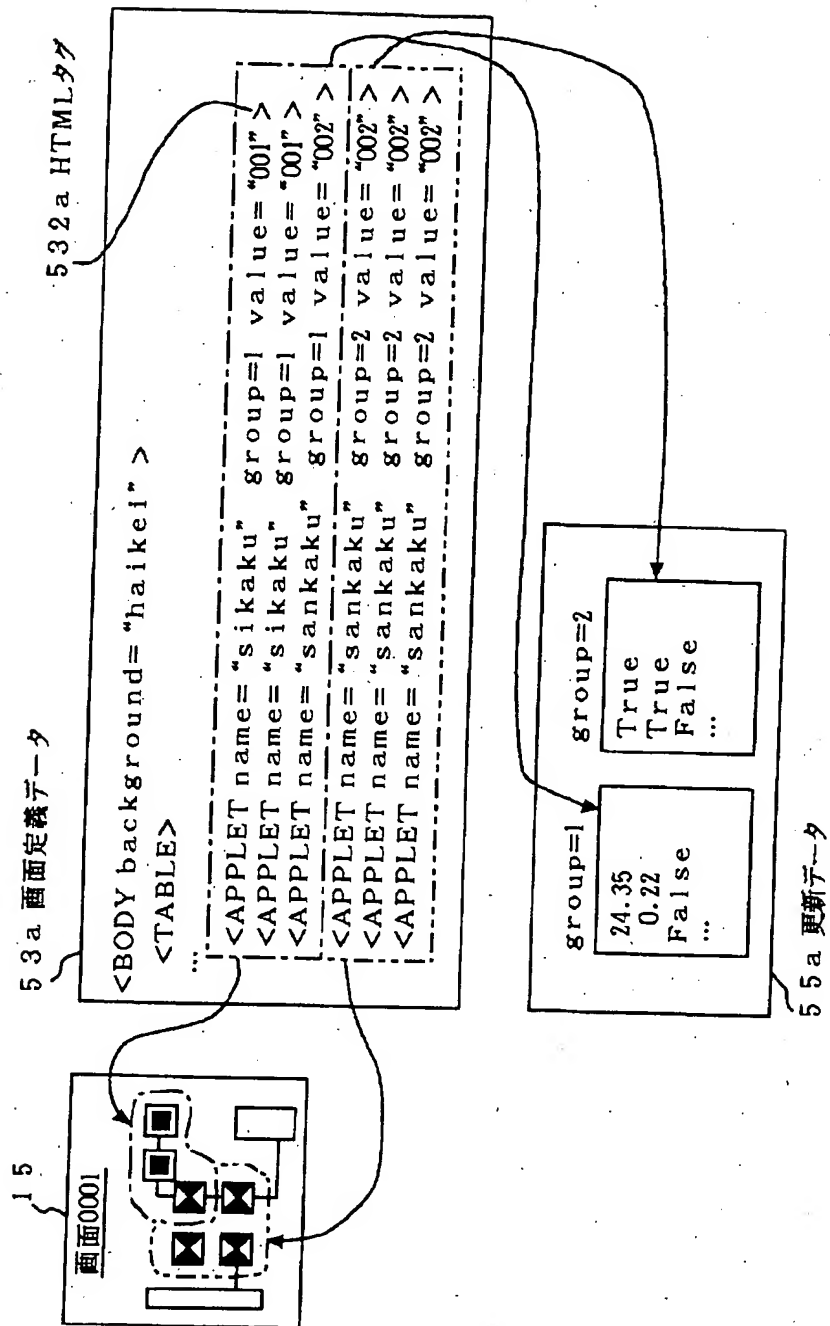 15
画面0001
53a 画面定義データ
<BODY background="haikei" >
<TABLE>
...
<APPLET name="sikaku" group=1 value="001" >
<APPLET name="sikaku" group=1 value="001" >
<APPLET name="sankaku" group=1 value="002" >
<APPLET name="sankaku" group=2 value="002" >
<APPLET name="sankaku" group=2 value="002" >
<APPLET name="sankaku" group=2 value="002" >
532a HTMLタグ
group=1
24.35
0.22
False
...
group=2
True
True
False
...
55a 更新データ